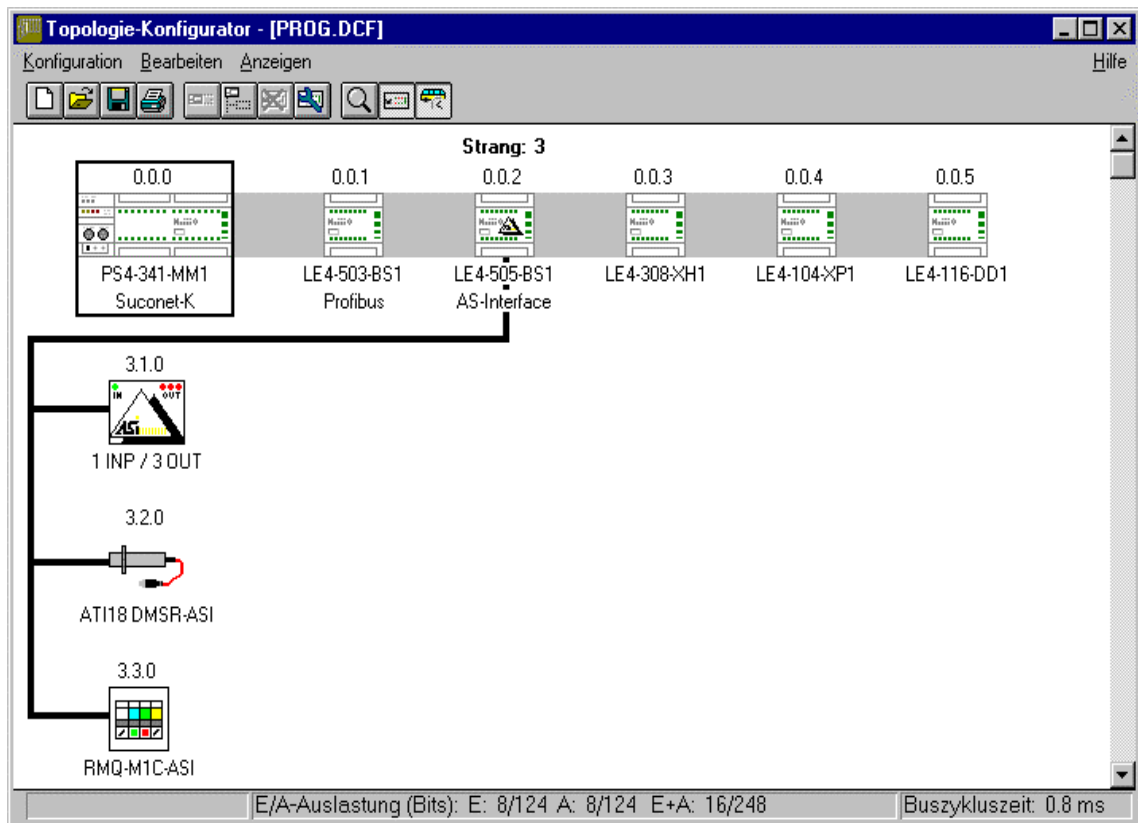 Topologie-Konfigurator - [PROG.DCF]
Konfiguration Bearbeiten Anzeigen Hilfe
Strang: 3
0.0.0 0.0.1 0.0.2 0.0.3 0.0.4 0.0.5
PS4-341-MM1 LE4-503-BS1 LE4-505-BS1 LE4-308-XH1 LE4-104-XP1 LE4-116-DD1
Suconet-K Profibus AS-Interface
3.1.0
IN OUT
ASi
1 INP / 3 OUT
3.2.0
ATI18 DMSR-ASI
3.3.0
RMQ-M1C-ASI
E/A-Auslastung (Bits): E: 8/124 A: 8/124 E+A: 16/248 Buszykluszeit: 0.8 ms